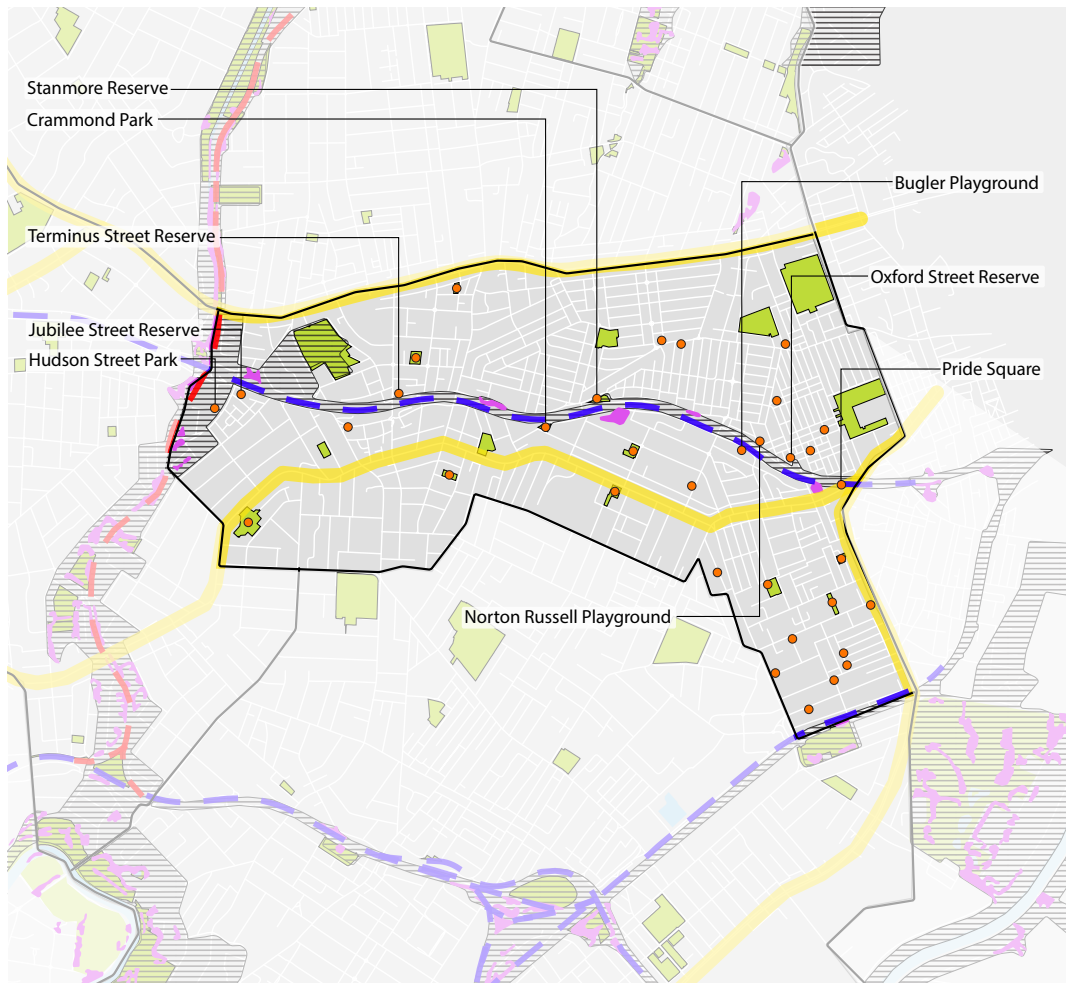 Stanmore Reserve
Crammond Park
Bugler Playground
Terminus Street Reserve
Oxford Street Reserve
Jubilee Street Reserve
Hudson Street Park
Pride Square
Norton Russell Playground